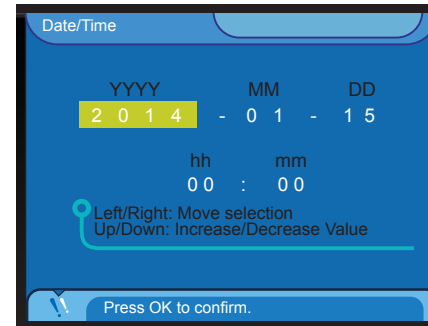 Date/Time
YYYY MM DD
2 0 1 4 - 0 1 - 1 5
hh mm
0 0 : 0 0
Left/Right: Move selection
Up/Down: Increase/Decrease Value
Press OK to confirm.